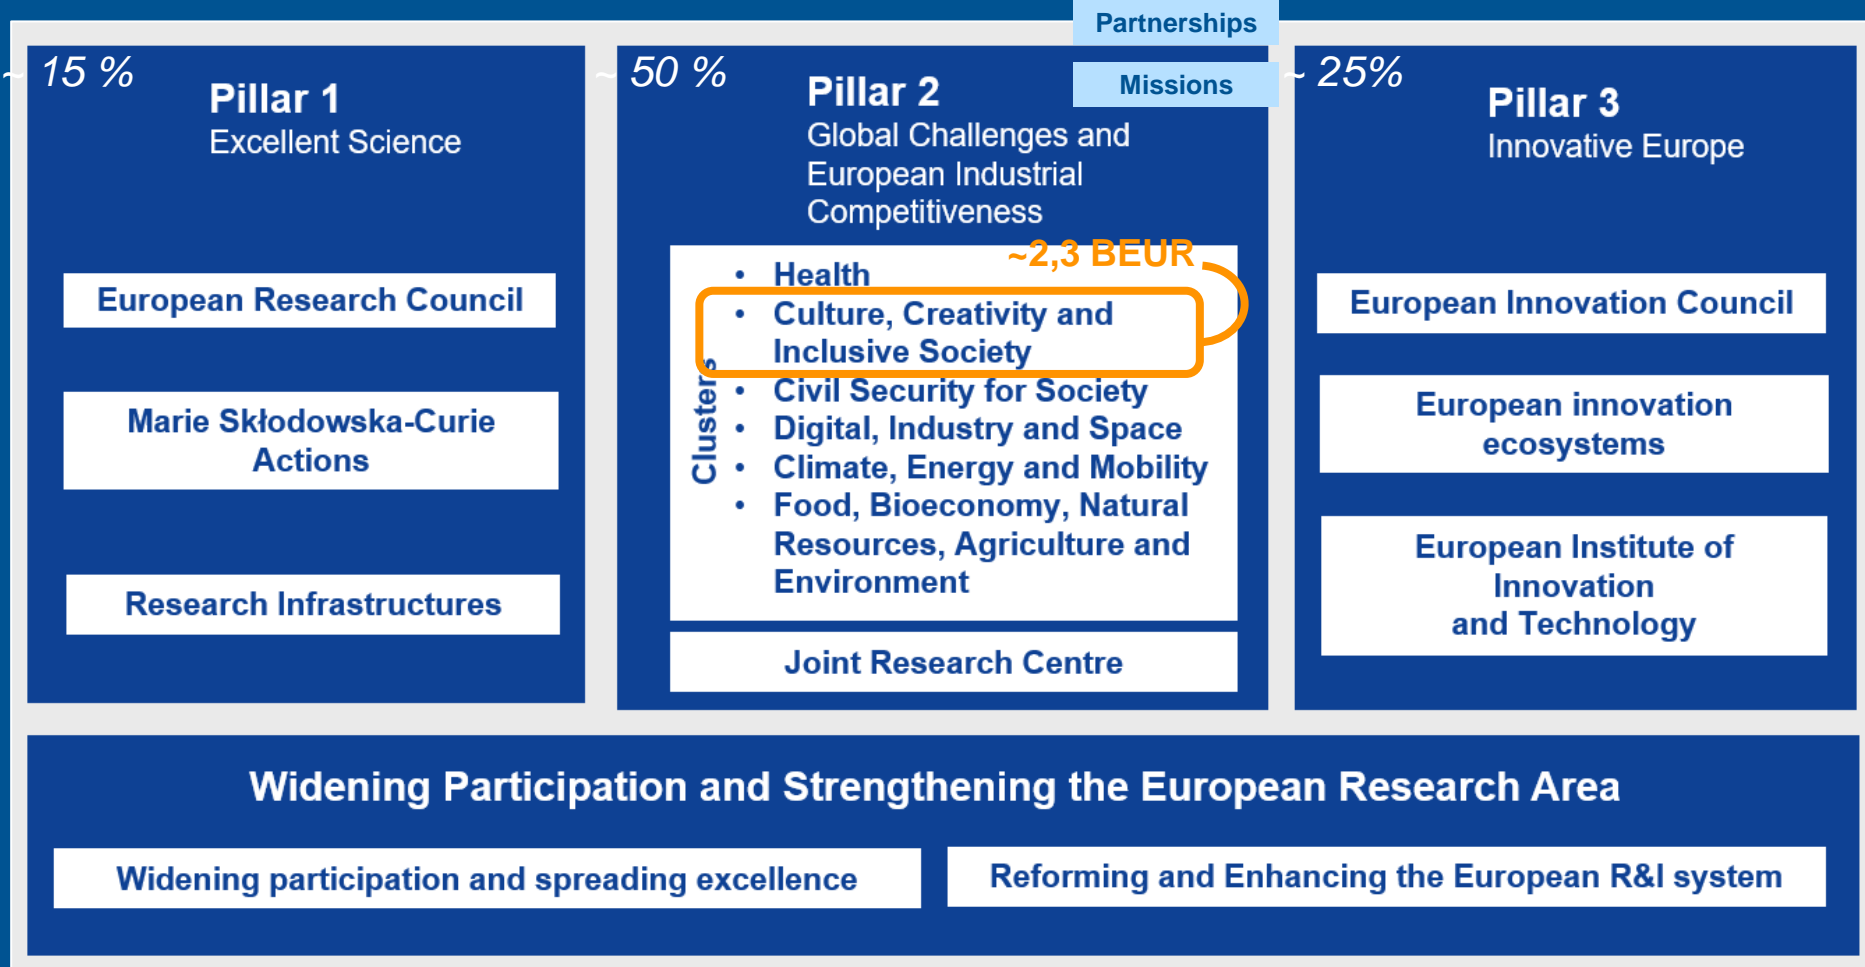 Partnerships
Missions
~ 15 %
Pillar 1
Excellent Science
European Research Council
Marie Skłodowska-Curie
Actions
Research Infrastructures
~ 50 %
Pillar 2
Global Challenges and
European Industrial
Competitiveness
~2,3 BEUR
Clusters
• Health
• Culture, Creativity and
Inclusive Society
• Civil Security for Society
• Digital, Industry and Space
• Climate, Energy and Mobility
• Food, Bioeconomy, Natural
Resources, Agriculture and
Environment
Joint Research Centre
~ 25%
Pillar 3
Innovative Europe
European Innovation Council
European innovation
ecosystems
European Institute of
Innovation
and Technology
Widening Participation and Strengthening the European Research Area
Widening participation and spreading excellence
Reforming and Enhancing the European R&I system